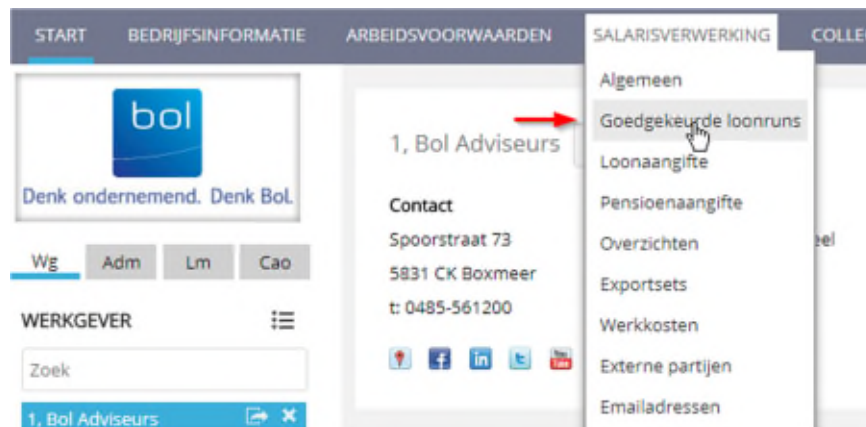 START BEDRIJFSINFORMATIE ARBEIDSVOORWAARDEN SALARISVERWERKING
bol
Denk ondernemend. Denk Bol.
Wg Adm Lm Cao
WERKGEVER
Zoek
1, Bol Adviseurs
1, Bol Adviseurs
Contact
Spoorstraat 73
5831 CK Boxmeer
t: 0485-561200
You
Tube
Algemeen
Goedgekeurde loonruns
Loonaangifte
Pensioenaangifte
Overzichten
Exportsets
Werkkosten
Externe partijen
Emailadressen